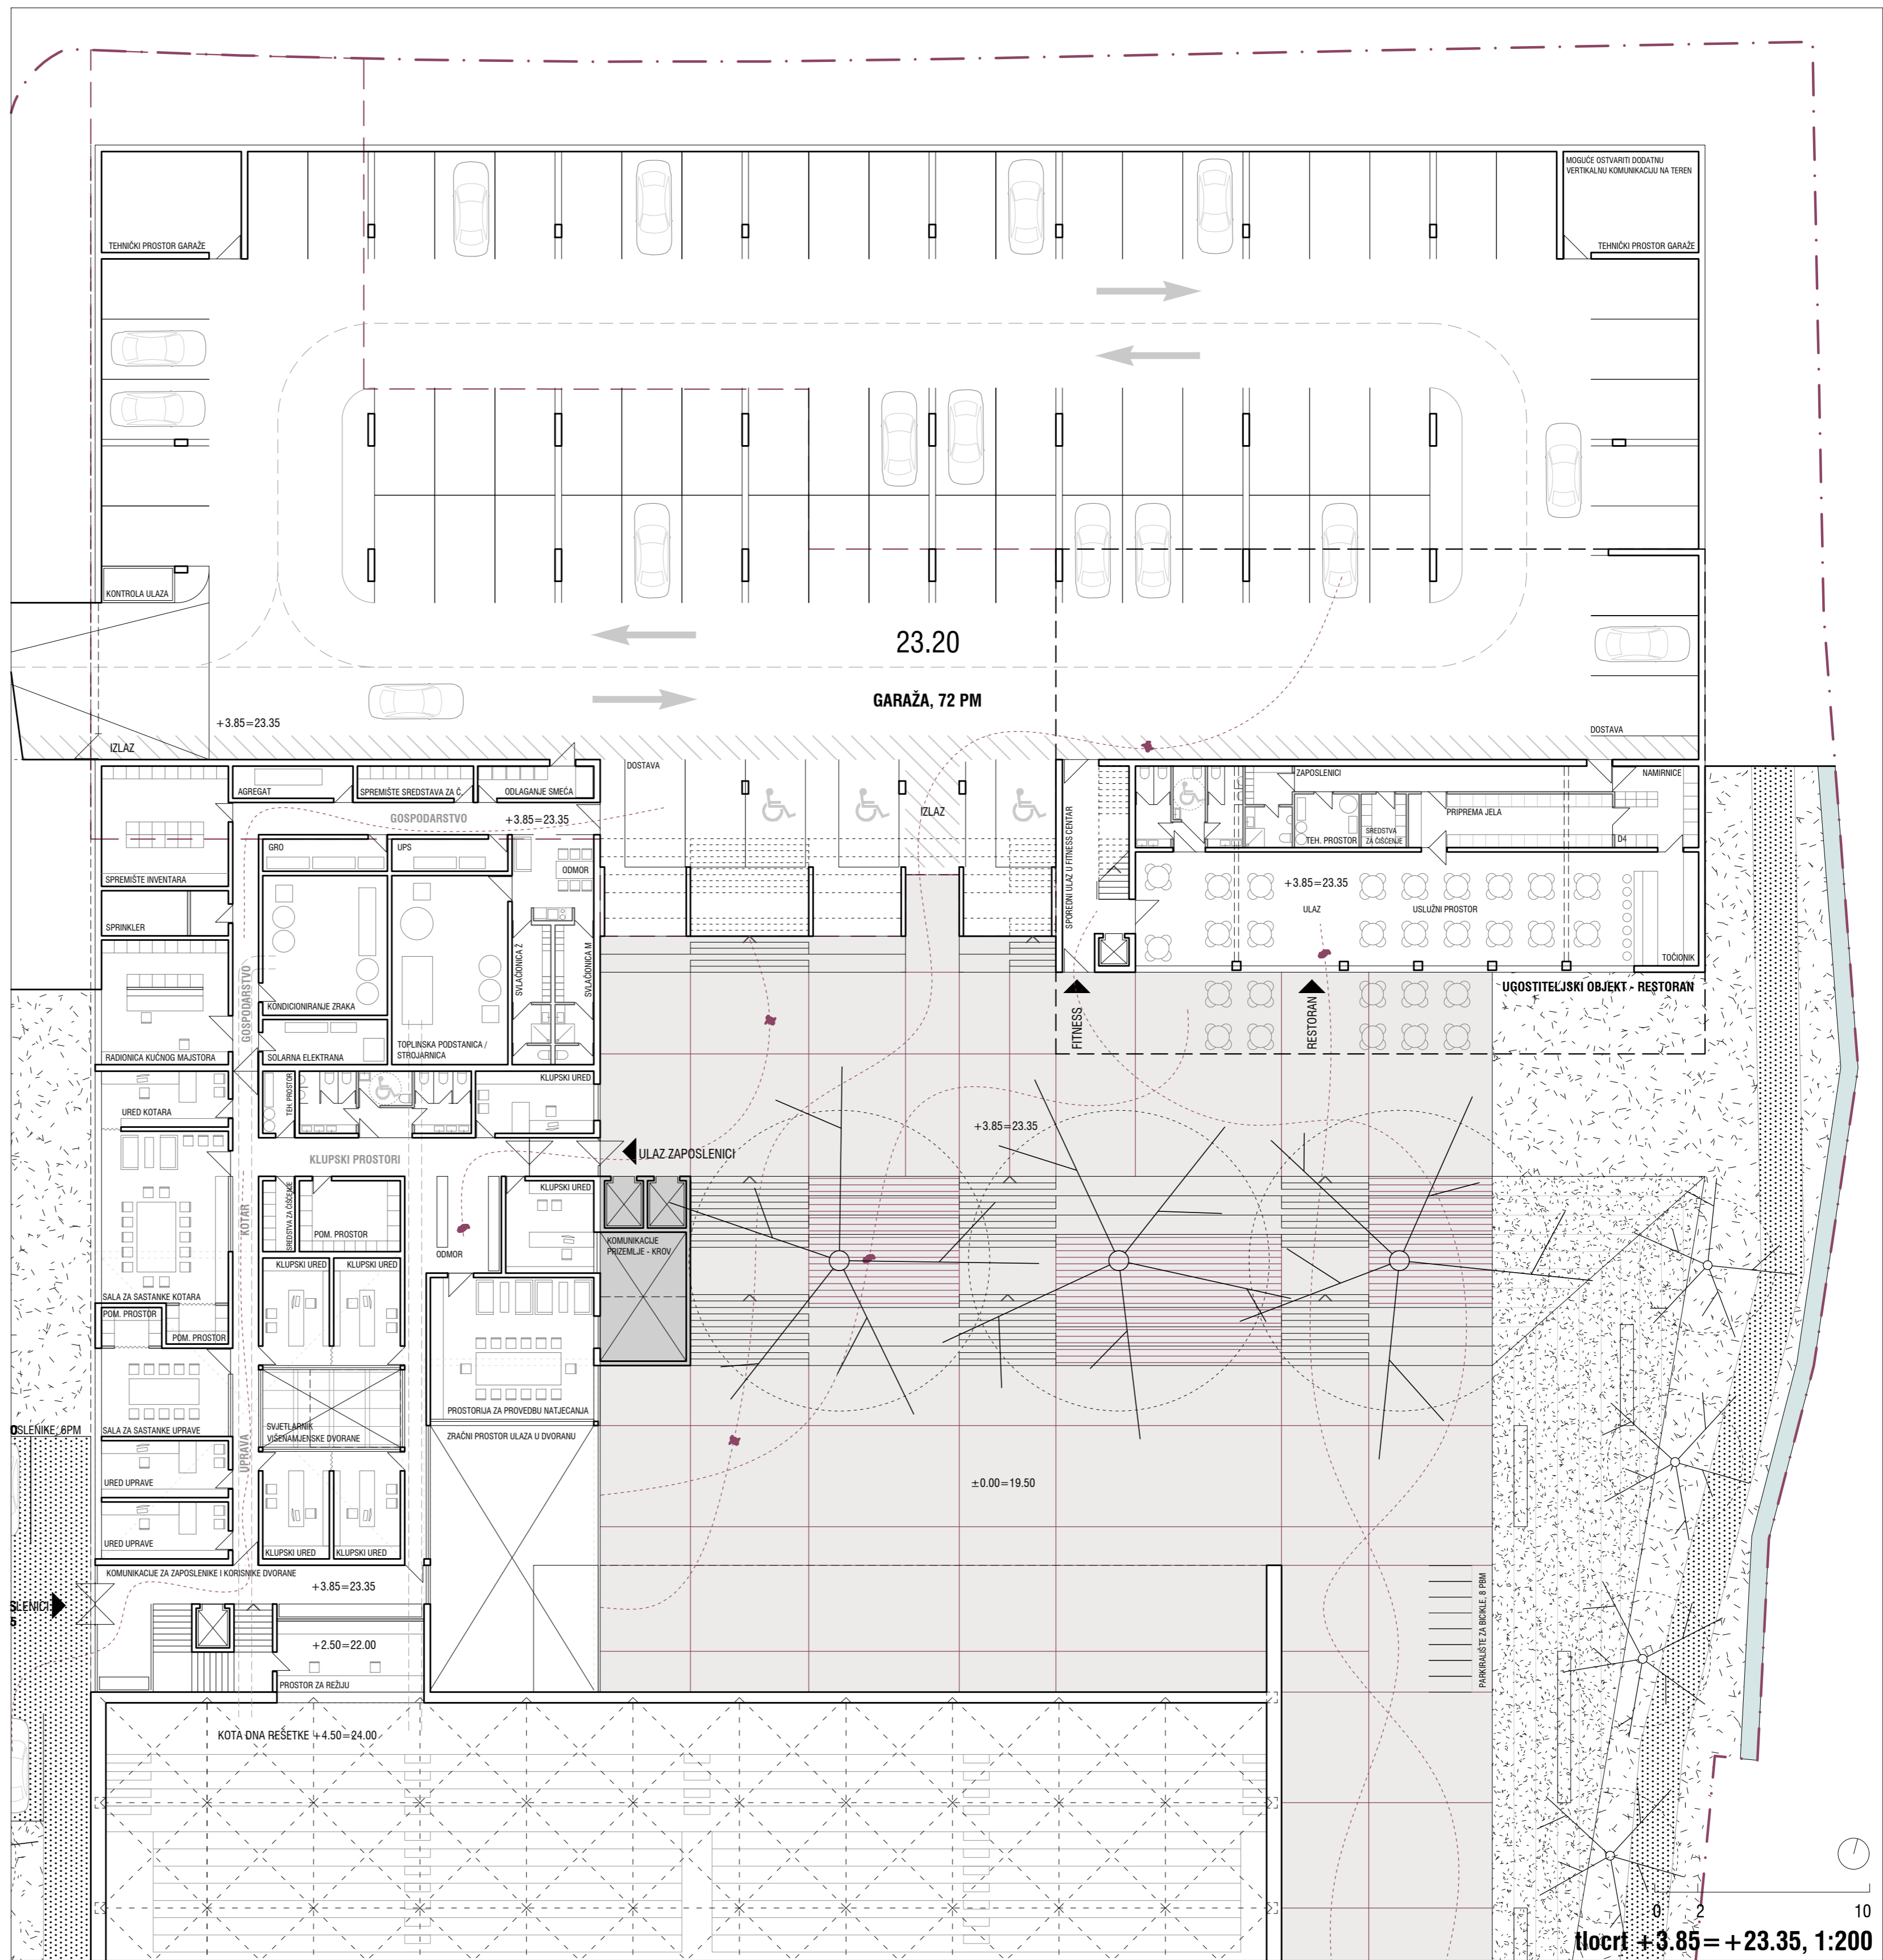 MOGUĆE OSTVARITI DODATNU
VERTIKALNU KOMUNIKACIJU NA TEREN
TEHNIČKI PROSTOR GARAŽE
TEHNIČKI PROSTOR GARAŽE
KONTROLA ULAZA
23.20
GARAŽA, 72 PM
+3.85=23.35
IZLAZ
DOSTAVA
DOSTAVA
AGREGAT
SPREMIŠTE SREDSTAVA ZA Č.
ODLAGANJE SMEĆA
GOSPODARSTVO
+3.85=23.35
IZLAZ
SPOREDNI ULAZ U FITNESS CENTAR
ZAPOSLENICI
NAMIRNICE
PRIPREMA JELA
TEH. PROSTOR
SREDSTVA
ZA ČIŠĆENJE
D4
GRO
UPS
ODMOR
SPREMIŠTE INVENTARA
SPRINKLER
+3.85=23.35
ULAZ
USLUŽNI PROSTOR
TOČIONIK
SVLAČIONICA Ž
SVLAČIONICA M
GOSPODARSTVO
KONDICIONIRANJE ZRAKA
TOPLINSKA PODSTANICA /
STROJARNICA
RADIONICA KUĆNOG MAJSTORA
SOLARNA ELEKTRANA
FITNESS
RESTORAN
UGOSTITELJSKI OBJEKT - RESTORAN
TEH. PROSTOR
KLUPSKI URED
URED KOTARA
+3.85=23.35
KLUPSKI PROSTORI
ULAZ ZAPOSLENICI
KOTAR
SREDSTVA ZA ČIŠĆENJE
POM. PROSTOR
ODMOR
KLUPSKI URED
KOMUNIKACIJE
PRIZEMLJE - KROV
KLUPSKI URED
KLUPSKI URED
SALA ZA SASTANKE KOTARA
POM. PROSTOR
POM. PROSTOR
PROSTORIJA ZA PROVEDBU NATJECANJA
OSLENIKE, 6PM
SALA ZA SASTANKE UPRAVE
SVJETLARNIK
VIŠENAMJENSKE DVORANE
ZRAČNI PROSTOR ULAZA U DVORANU
UPRAVA
URED UPRAVE
±0.00=19.50
URED UPRAVE
KLUPSKI URED
KLUPSKI URED
KOMUNIKACIJE ZA ZAPOSLENIKE I KORISNIKE DVORANE
+3.85=23.35
SLENICI
5
+2.50=22.00
PROSTOR ZA REŽIJU
PARKIRALIŠTE ZA BICIKLE, 8 PBM
KOTA DNA REŠETKE +4.50=24.00
0 2 10
tlocrt +3.85=+23.35, 1:200